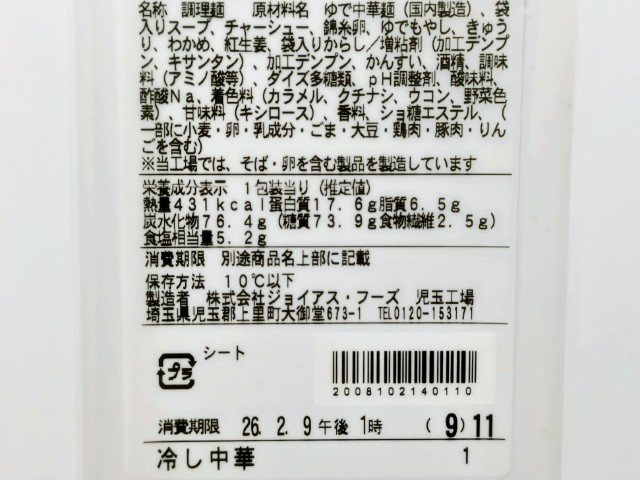 名称　調理麺　原材料名　ゆで中華麺（国内製造）、袋
入りスープ、チャーシュー、錦糸卵、ゆでもやし、きゅう
り、わかめ、紅生姜、袋入りからし／増粘剤（加工デンプ
ン、キサンタン）、加工デンプン、かんすい、酒精、調味
料（アミノ酸等）、ダイズ多糖類、ｐＨ調整剤、酸味料、
酢酸Ｎａ、着色料（カラメル、クチナシ、ウコン、野菜色
素）、甘味料（キシロース）、香料、ショ糖エステル、（
一部に小麦・卵・乳成分・ごま・大豆・鶏肉・豚肉・りん
ごを含む）
※当工場では、そば・卵を含む製品を製造しています
栄養成分表示　１包装当り（推定値）
熱量４３１ｋｃａｌ蛋白質１７．６ｇ脂質６．５ｇ
炭水化物７６．４ｇ（糖質７３．９ｇ食物繊維２．５ｇ）
食塩相当量５．２ｇ
消費期限　別途商品名上部に記載
保存方法　１０℃以下
製造者　株式会社ジョイアス・フーズ　児玉工場
埼玉県児玉郡上里町大御堂673-1　TEL0120-153171
プラ シート
2008102140110
消費期限　26. 2. 9 午後 1時　（ 9）11
冷し中華　1